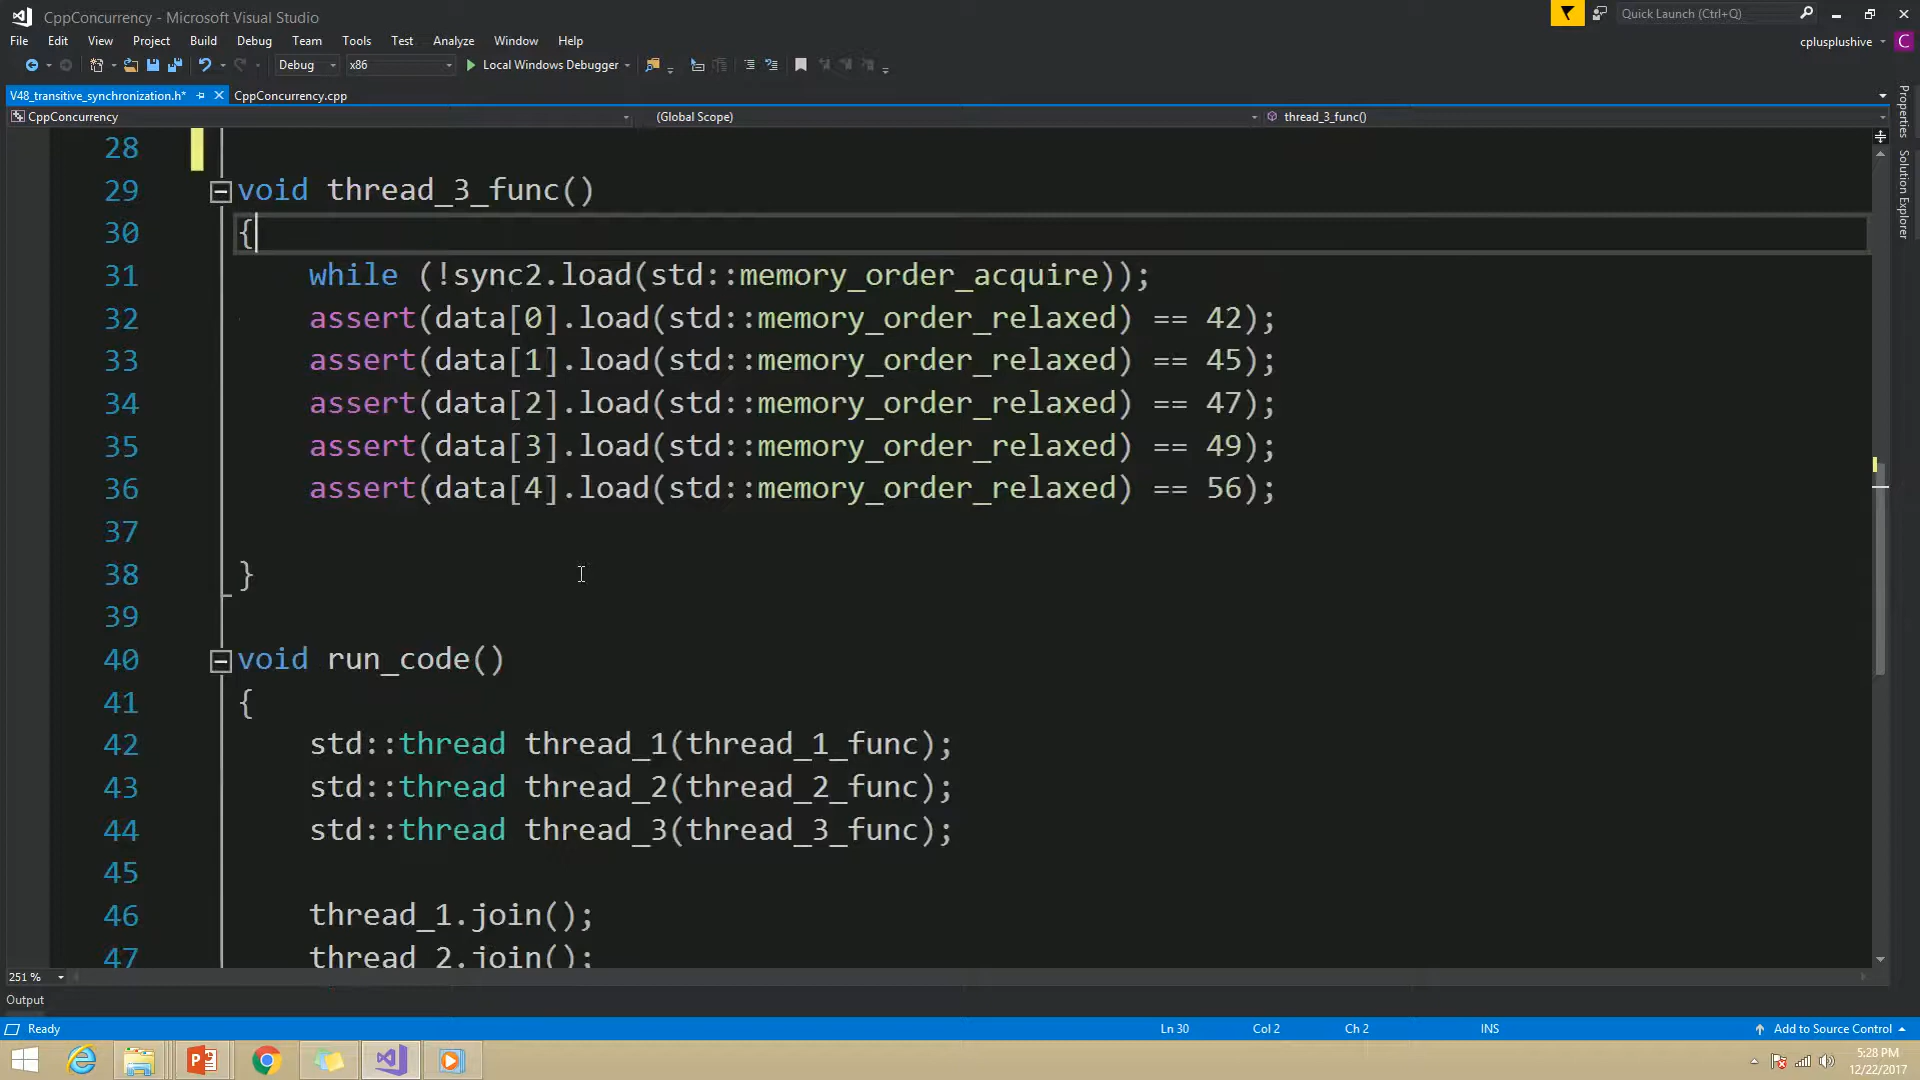 CppConcurrency - Microsoft Visual Studio
Quick Launch (Ctrl+Q)
File Edit View Project Build Debug Team Tools Test Analyze Window Help
cplusplushive C
Debug x86 Local Windows Debugger
V48_transitive_synchronization.h* CppConcurrency.cpp
CppConcurrency (Global Scope) thread_3_func()
Properties
Solution Explorer
28
29 void thread_3_func()
30 {
31 while (!sync2.load(std::memory_order_acquire));
32 assert(data[0].load(std::memory_order_relaxed) == 42);
33 assert(data[1].load(std::memory_order_relaxed) == 45);
34 assert(data[2].load(std::memory_order_relaxed) == 47);
35 assert(data[3].load(std::memory_order_relaxed) == 49);
36 assert(data[4].load(std::memory_order_relaxed) == 56);
37
38 }
39
40 void run_code()
41 {
42 std::thread thread_1(thread_1_func);
43 std::thread thread_2(thread_2_func);
44 std::thread thread_3(thread_3_func);
45
46 thread_1.join();
47 thread_2.join();
251 %
Output
Ready Ln 30 Col 2 Ch 2 INS Add to Source Control
5:28 PM
12/22/2017